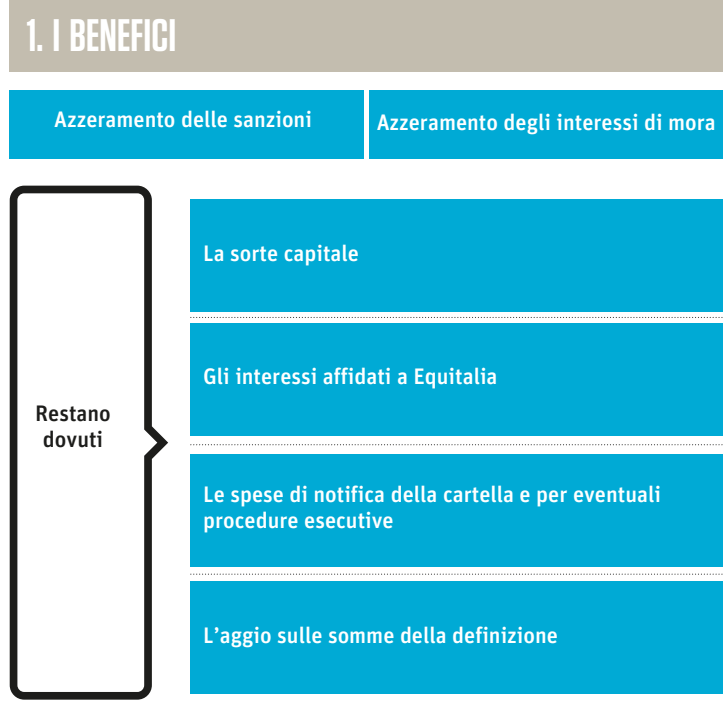 1. I BENEFICI
Azzeramento delle sanzioni
Azzeramento degli interessi di mora
Restano
dovuti
La sorte capitale
Gli interessi affidati a Equitalia
Le spese di notifica della cartella e per eventuali
procedure esecutive
L'aggio sulle somme della definizione